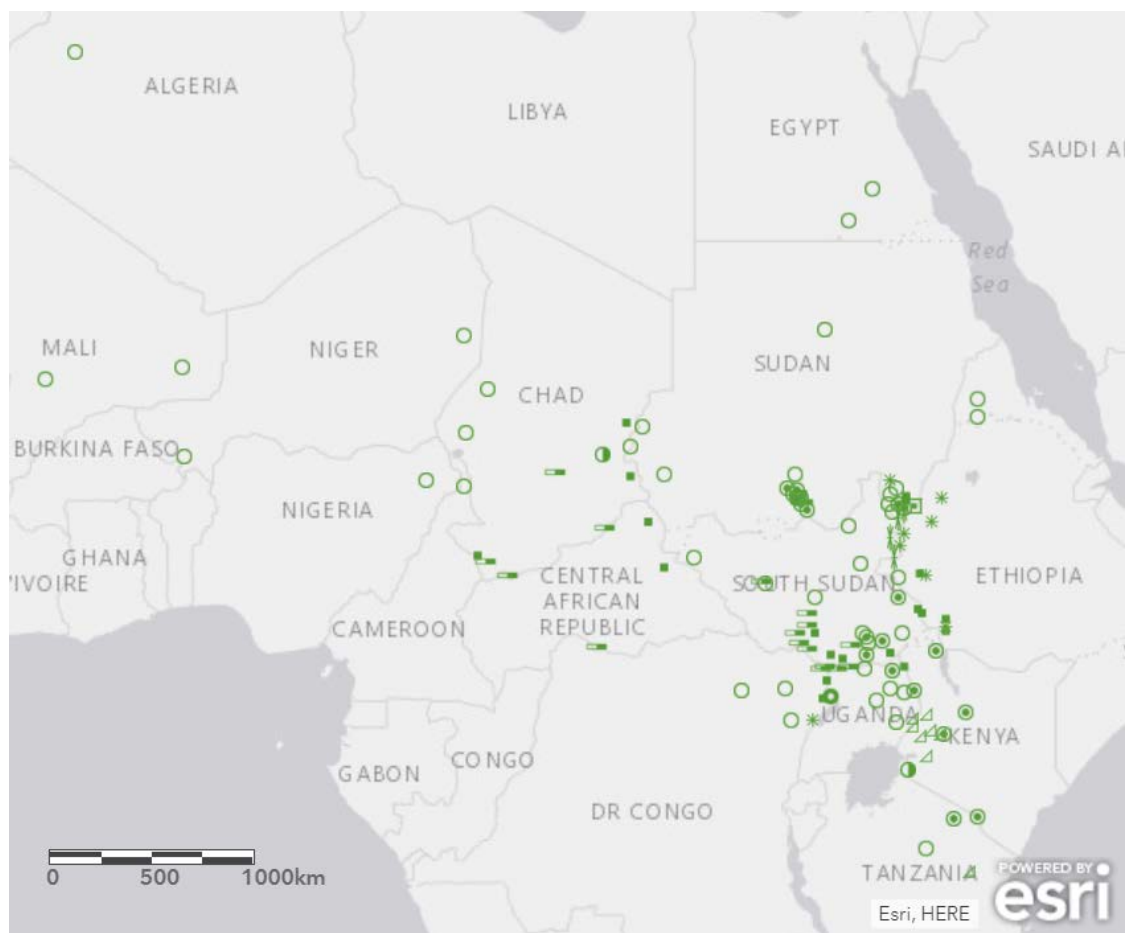 ALGERIA
LIBYA
EGYPT
SAUDI AI
Red
Sea
MALI
NIGER
CHAD
SUDAN
BURKINA FASO
NIGERIA
GHANA
'IVOIRE
CENTRAL
AFRICAN
REPUBLIC
SOUTH SUDAN
ETHIOPIA
CAMEROON
UGANDA
KENYA
GABON
CONGO
DR CONGO
TANZANIA
0 500 1000km
Esri, HERE
POWERED BY
esri